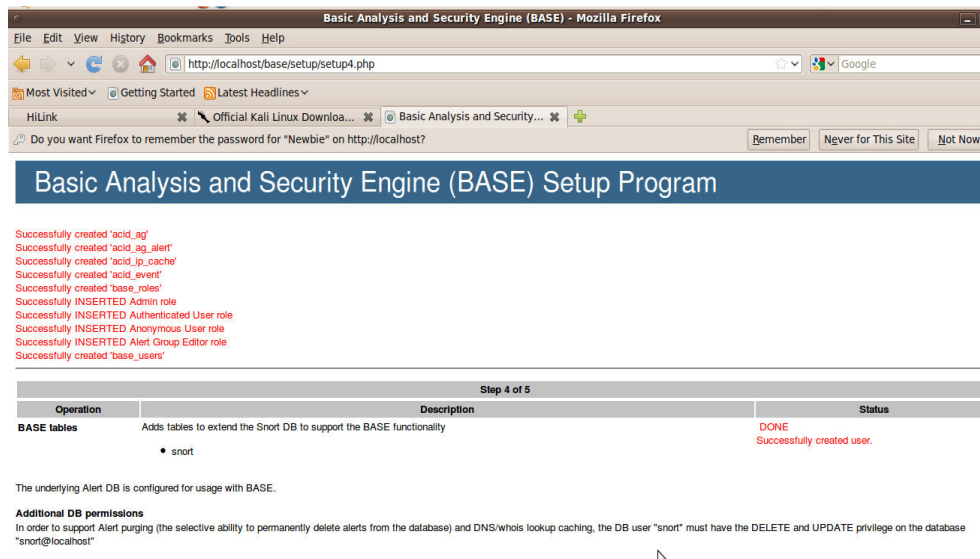 Basic Analysis and Security Engine (BASE) - Mozilla Firefox
File Edit View History Bookmarks Tools Help
http://localhost/base/setup/setup4.php
Google
Most Visited Getting Started Latest Headlines
HiLink Official Kali Linux Downloa... Basic Analysis and Security...
Do you want Firefox to remember the password for "Newbie" on http://localhost? Remember Never for This Site Not Now
Basic Analysis and Security Engine (BASE) Setup Program
Successfully created 'acid_ag'
Successfully created 'acid_ag_alert'
Successfully created 'acid_ip_cache'
Successfully created 'acid_event'
Successfully created 'base_roles'
Successfully INSERTED Admin role
Successfully INSERTED Authenticated User role
Successfully INSERTED Anonymous User role
Successfully INSERTED Alert Group Editor role
Successfully created 'base_users'
Step 4 of 5
Operation Description Status
BASE tables Adds tables to extend the Snort DB to support the BASE functionality DONE
Successfully created user.
• snort
The underlying Alert DB is configured for usage with BASE.
Additional DB permissions
In order to support Alert purging (the selective ability to permanently delete alerts from the database) and DNS/whois lookup caching, the DB user "snort" must have the DELETE and UPDATE privilege on the database
"snort@localhost"